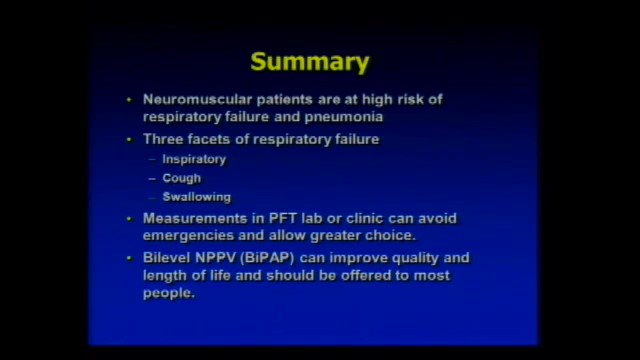 Summary
• Neuromuscular patients are at high risk of
respiratory failure and pneumonia
• Three facets of respiratory failure
– Inspiratory
– Cough
– Swallowing
• Measurements in PFT lab or clinic can avoid
emergencies and allow greater choice.
• Bilevel NPPV (BiPAP) can improve quality and
length of life and should be offered to most
people.